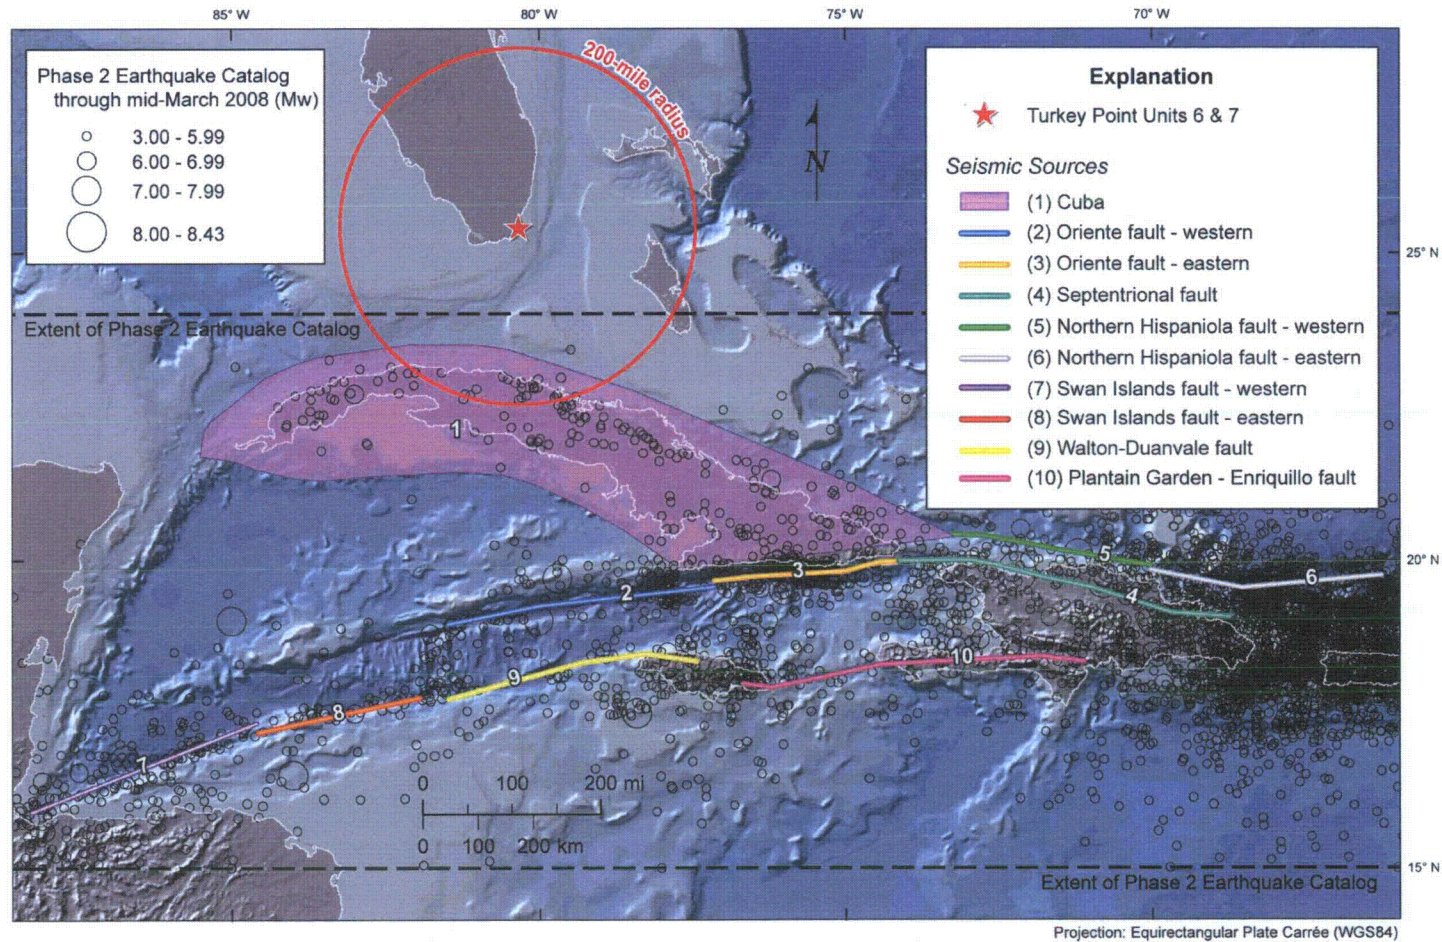 85° W 80° W 75° W 70° W
Phase 2 Earthquake Catalog
through mid-March 2008 (Mw)
3.00 - 5.99
6.00 - 6.99
7.00 - 7.99
8.00 - 8.43
200-mile radius
N
Explanation
Turkey Point Units 6 & 7
Seismic Sources
(1) Cuba
(2) Oriente fault - western
(3) Oriente fault - eastern
(4) Septentrional fault
(5) Northern Hispaniola fault - western
(6) Northern Hispaniola fault - eastern
(7) Swan Islands fault - western
(8) Swan Islands fault - eastern
(9) Walton-Duanvale fault
(10) Plantain Garden - Enriquillo fault
25° N
Extent of Phase 2 Earthquake Catalog
1
20° N
5
3
6
2
4
10
9
8
7
0 100 200 mi
0 100 200 km
15° N
Extent of Phase 2 Earthquake Catalog
Projection: Equirectangular Plate Carrée (WGS84)